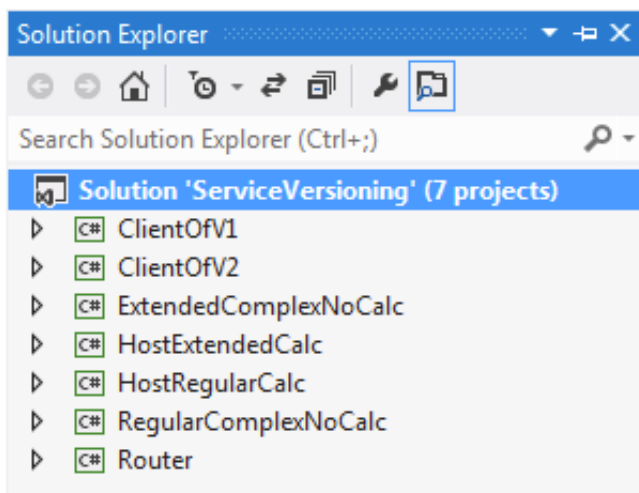 Solution Explorer
Search Solution Explorer (Ctrl+;)
Solution 'ServiceVersioning' (7 projects)
C# ClientOfV1
C# ClientOfV2
C# ExtendedComplexNoCalc
C# HostExtendedCalc
C# HostRegularCalc
C# RegularComplexNoCalc
C# Router